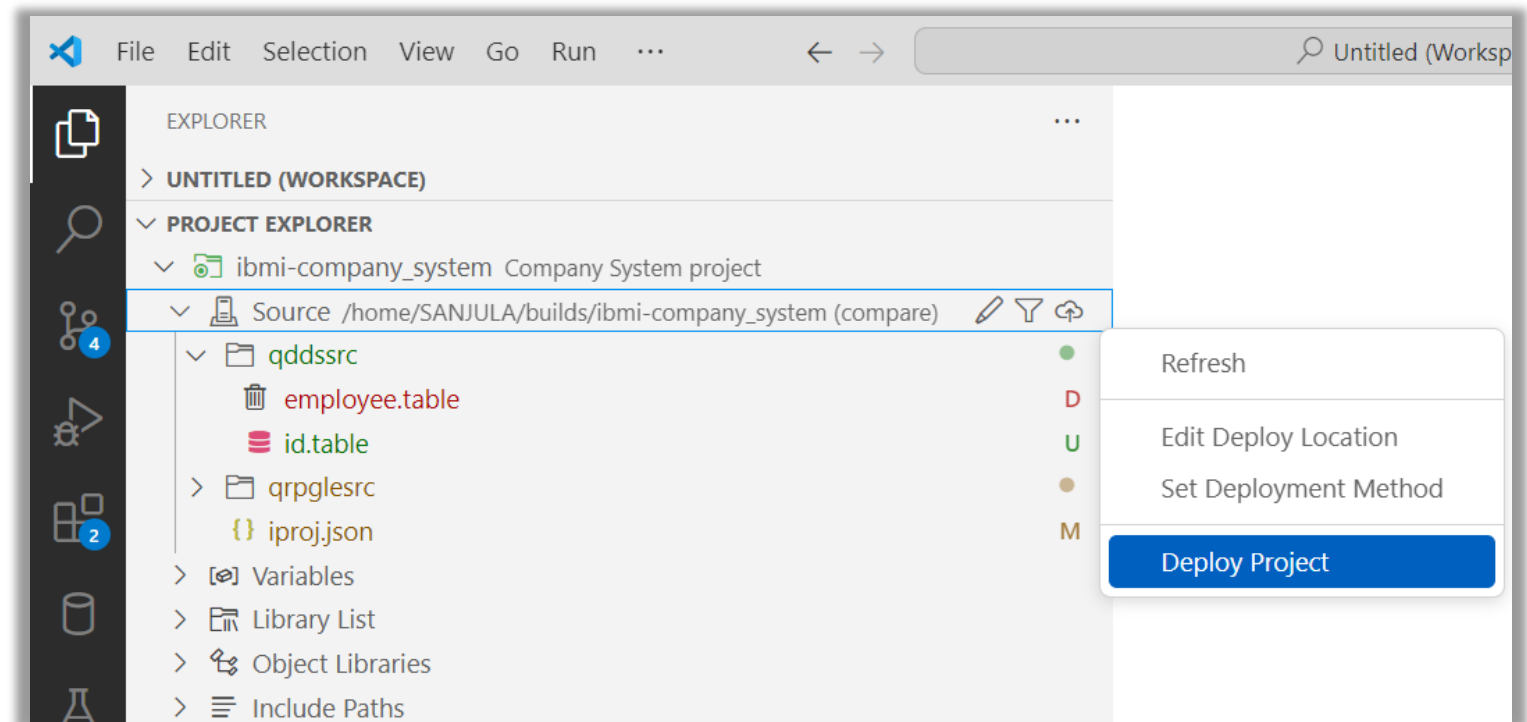 File Edit Selection View Go Run ··· ← → Untitled (Worksp
EXPLORER ···
UNTITLED (WORKSPACE)
PROJECT EXPLORER
ibmi-company_system Company System project
Source /home/SANJULA/builds/ibmi-company_system (compare)
qddssrc
employee.table D
id.table U
qrpglesrc
{} iproj.json M
Variables
Library List
Object Libraries
Include Paths
4
2
Refresh
Edit Deploy Location
Set Deployment Method
Deploy Project